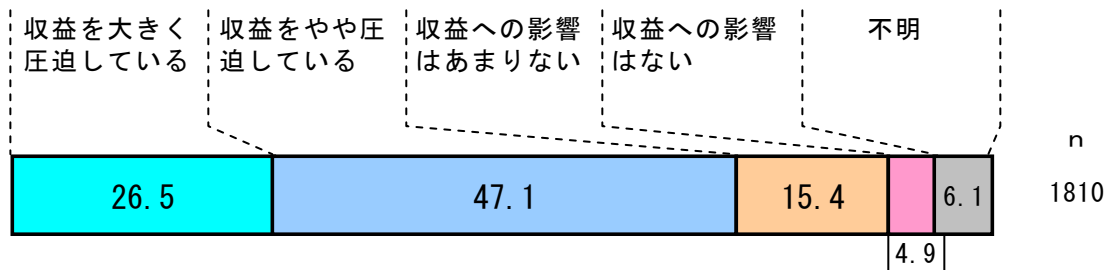 収益を大きく
圧迫している
収益をやや圧
迫している
収益への影響
はあまりない
収益への影響
はない
不明
n
26.5
47.1
15.4
6.1
1810
4.9